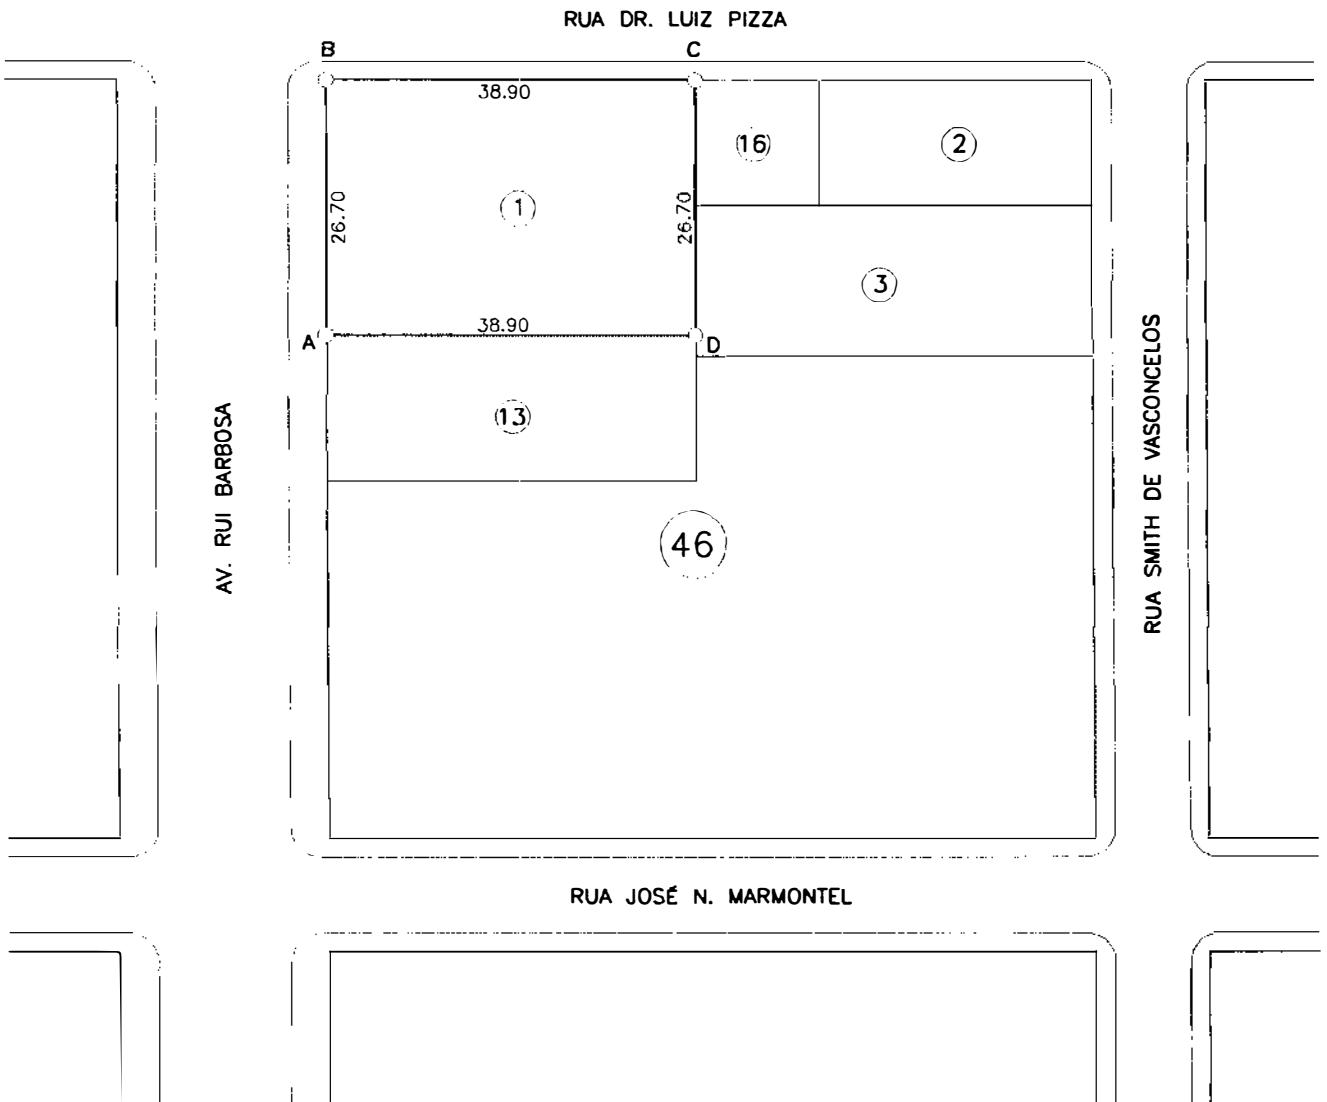 RUA DR. LUIZ PIZZA
B
C
38.90
16
2
26.70
1
26.70
3
38.90
A
D
13
AV. RUI BARBOSA
RUA SMITH DE VASCONCELOS
46
RUA JOSÉ N. MARMONTEL